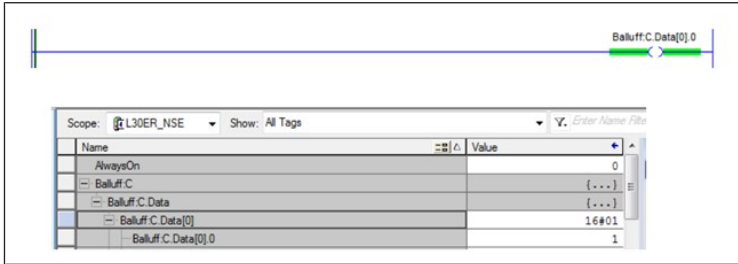 Balluff:C.Data[0].0
Scope: L30ER_NSE Show: All Tags Enter Name Filte
Name Value
AlwaysOn 0
Balluff:C {...}
Balluff:C.Data {...}
Balluff:C.Data[0] 16#01
Balluff:C.Data[0].0 1